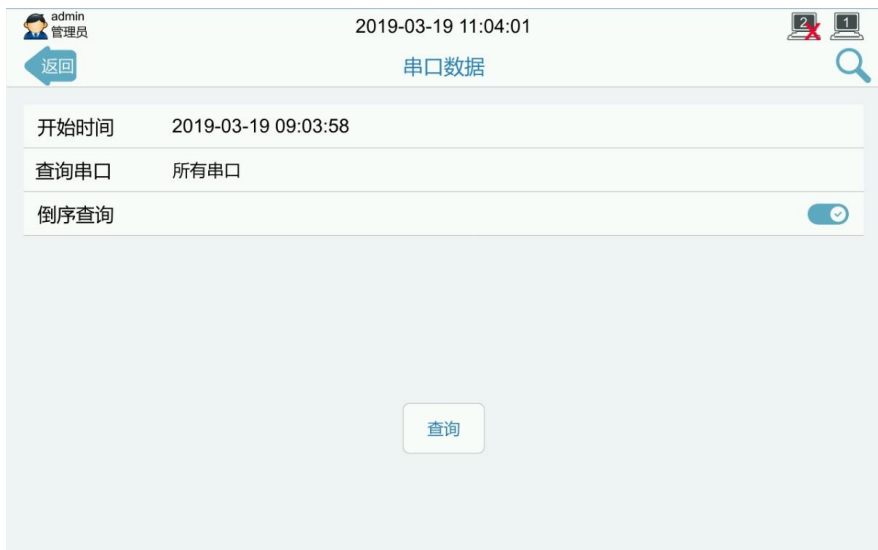 admin
管理员
2019-03-19 11:04:01
2
1
返回
串口数据
开始时间 2019-03-19 09:03:58
查询串口 所有串口
倒序查询
查询